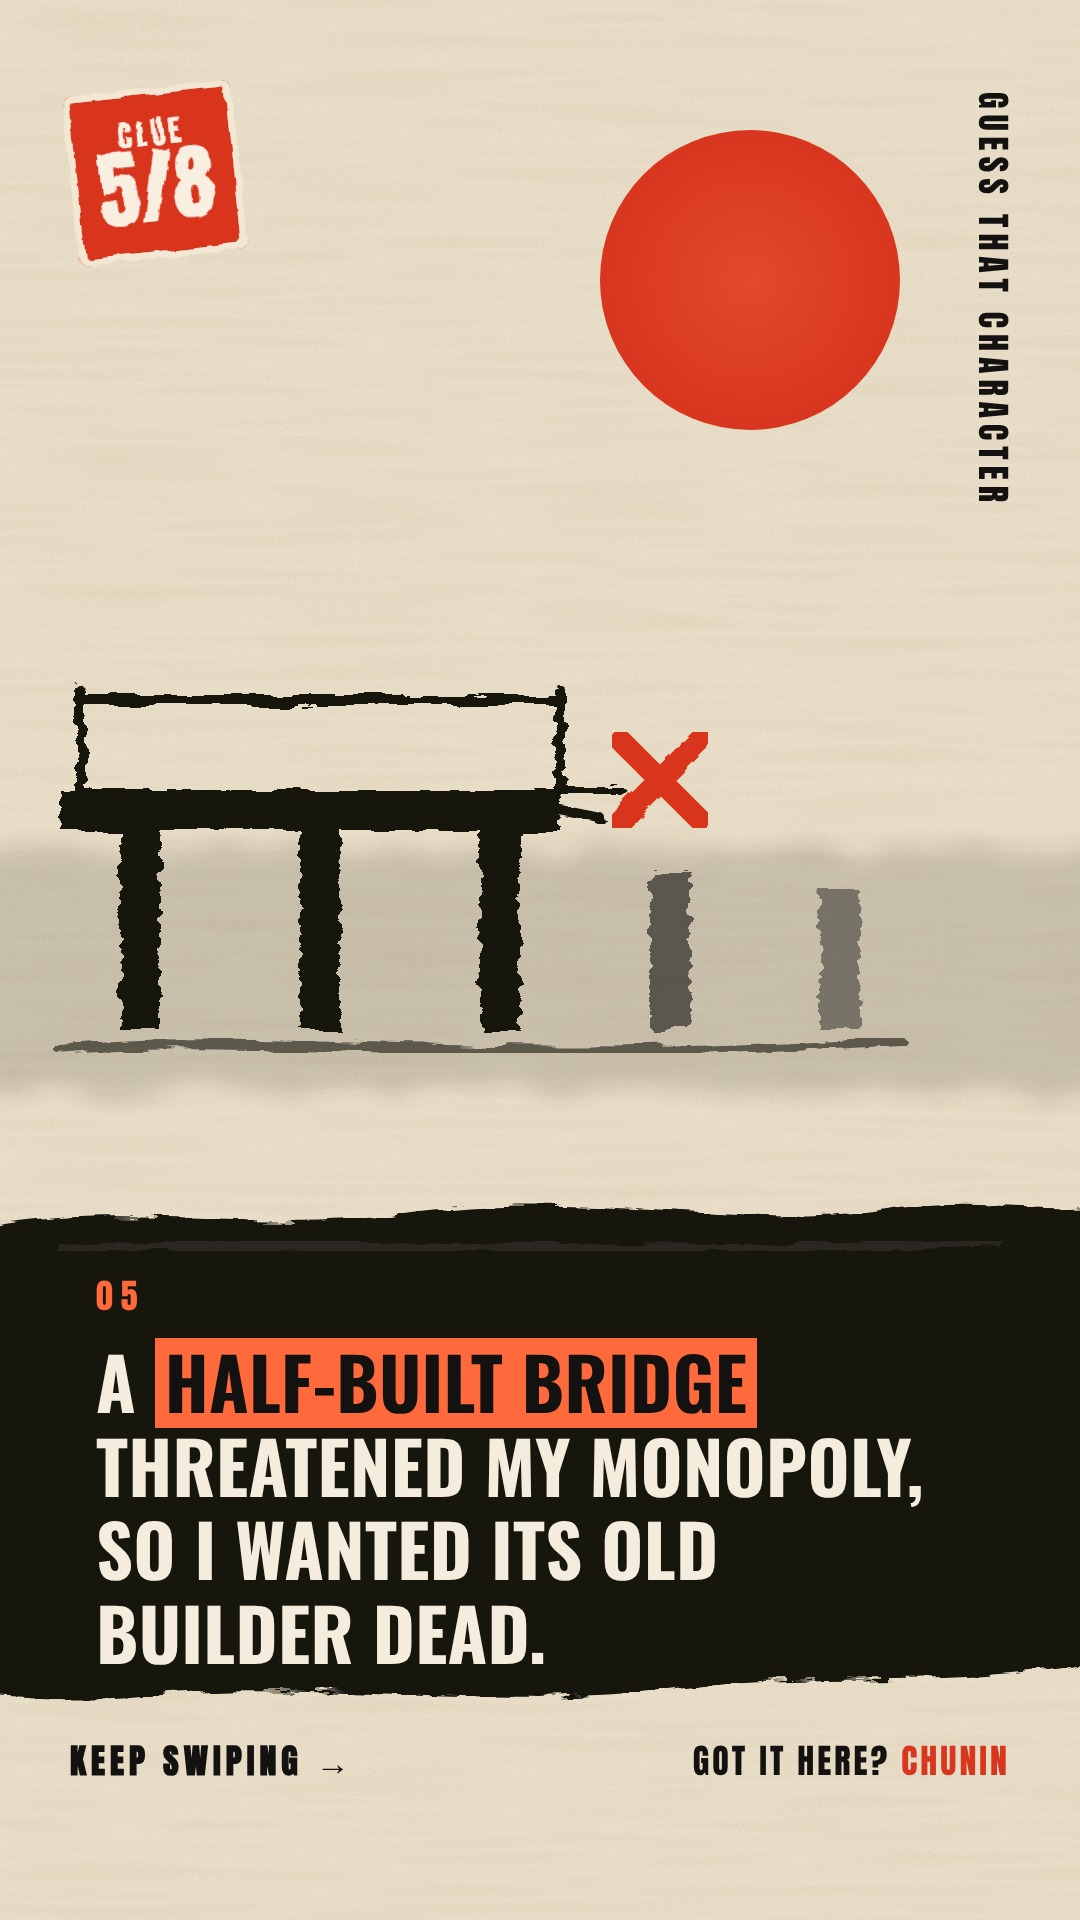 CLUE
5/8
GUESS THAT CHARACTER
05
A HALF-BUILT BRIDGE
THREATENED MY MONOPOLY,
SO I WANTED ITS OLD
BUILDER DEAD.
KEEP SWIPING →
GOT IT HERE? CHUNIN